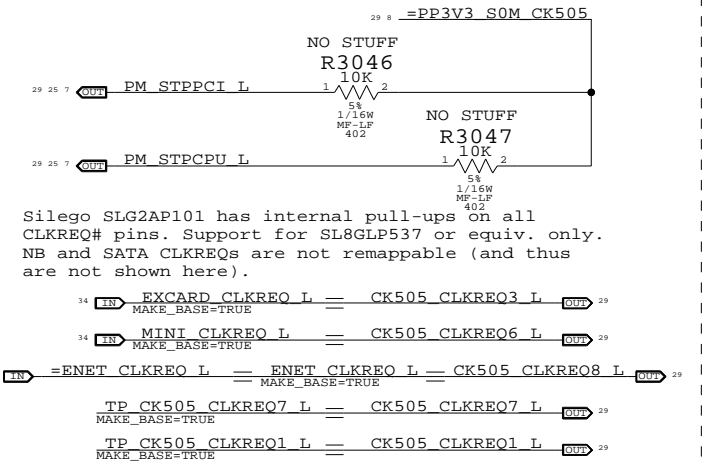 29 8 =PP3V3_S0M_CK505
NO STUFF
R3046
10K
29 25 7 OUT PM_STPPCI_L 1 2
5%
1/16W
MF-LF
402
NO STUFF
R3047
10K
29 25 7 OUT PM_STPCPU_L 1 2
5%
1/16W
MF-LF
402
Silego SLG2AP101 has internal pull-ups on all
CLKREQ# pins. Support for SL8GLP537 or equiv. only.
NB and SATA CLKREQs are not remappable (and thus
are not shown here).
34 IN EXCARD_CLKREQ_L CK505_CLKREQ3_L OUT 29
MAKE_BASE=TRUE
34 IN MINI_CLKREQ_L CK505_CLKREQ6_L OUT 29
MAKE_BASE=TRUE
IN =ENET_CLKREQ_L ENET_CLKREQ_L CK505_CLKREQ8_L OUT 29
MAKE_BASE=TRUE
TP_CK505_CLKREQ7_L CK505_CLKREQ7_L OUT 29
MAKE_BASE=TRUE
TP_CK505_CLKREQ1_L CK505_CLKREQ1_L OUT 29
MAKE_BASE=TRUE